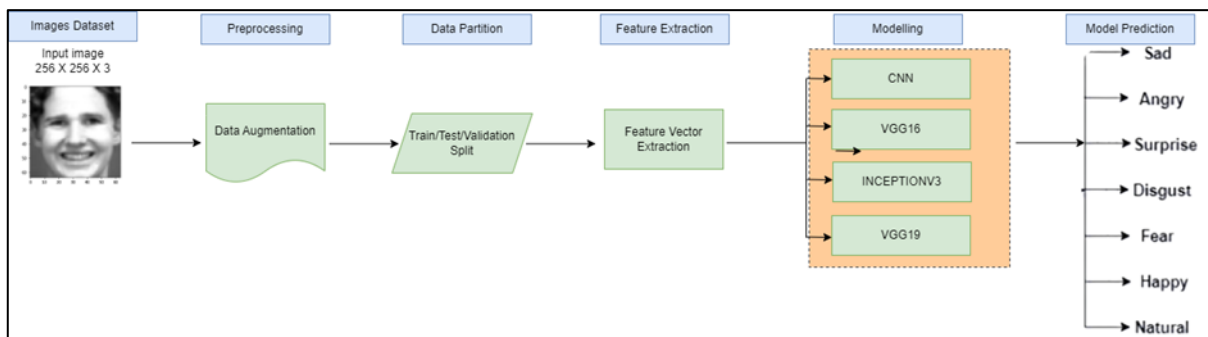 Images Dataset
Preprocessing
Data Partition
Feature Extraction
Modelling
Model Prediction
Input image
256 X 256 X 3
Data Augmentation
Train/Test/Validation
Split
Feature Vector
Extraction
CNN
VGG16
INCEPTIONV3
VGG19
Sad
Angry
Surprise
Disgust
Fear
Happy
Natural